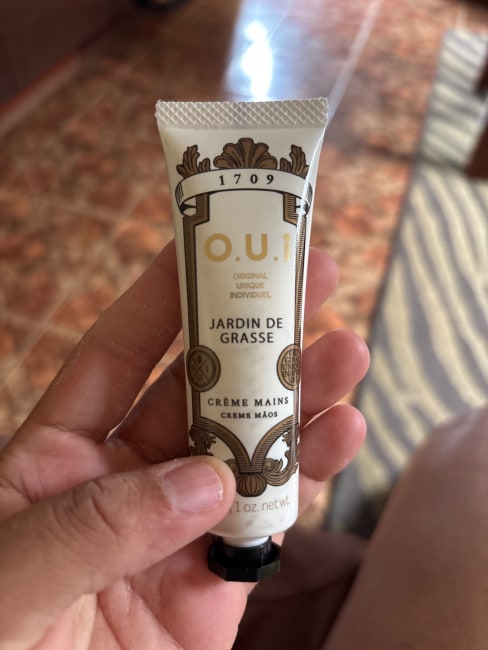 1709
O.U.I
ORIGINAL
UNIQUE
INDIVIDUEL
JARDIN DE
GRASSE
CRÈME MAINS
CREME MÃOS
1 oz. net wt.